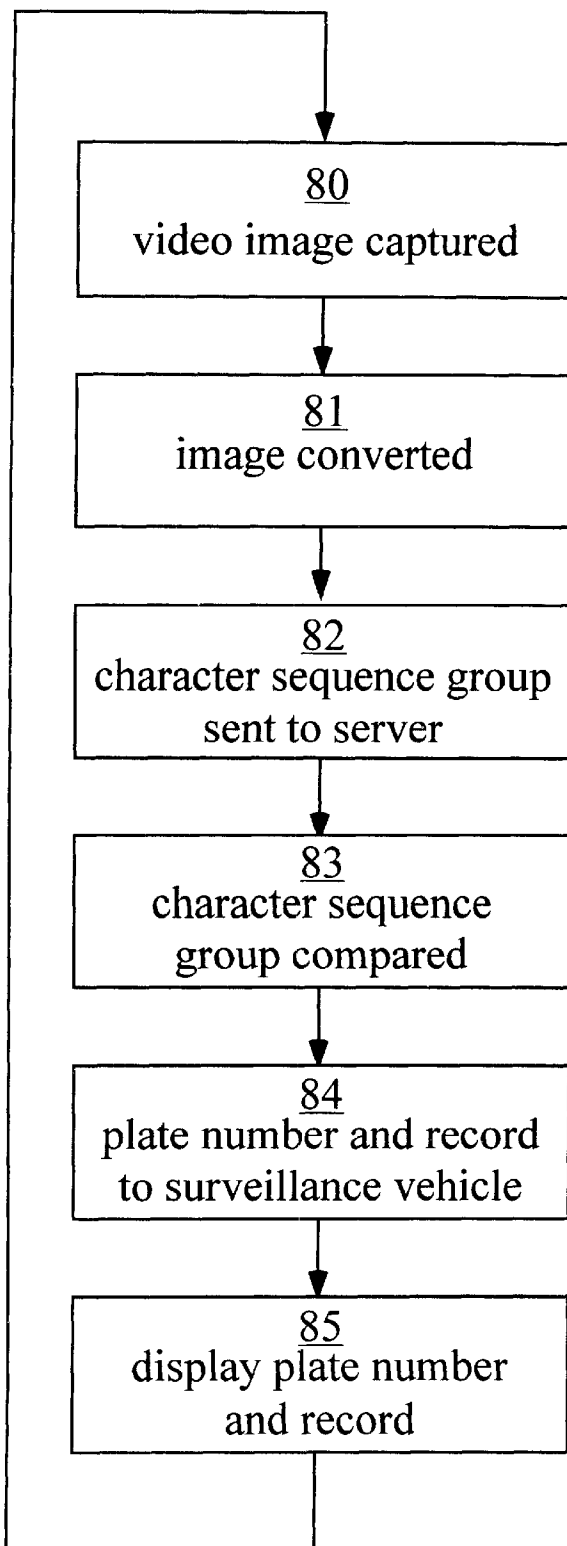 80
video image captured
81
image converted
82
character sequence group
sent to server
83
character sequence
group compared
84
plate number and record
to surveillance vehicle
85
display plate number
and record